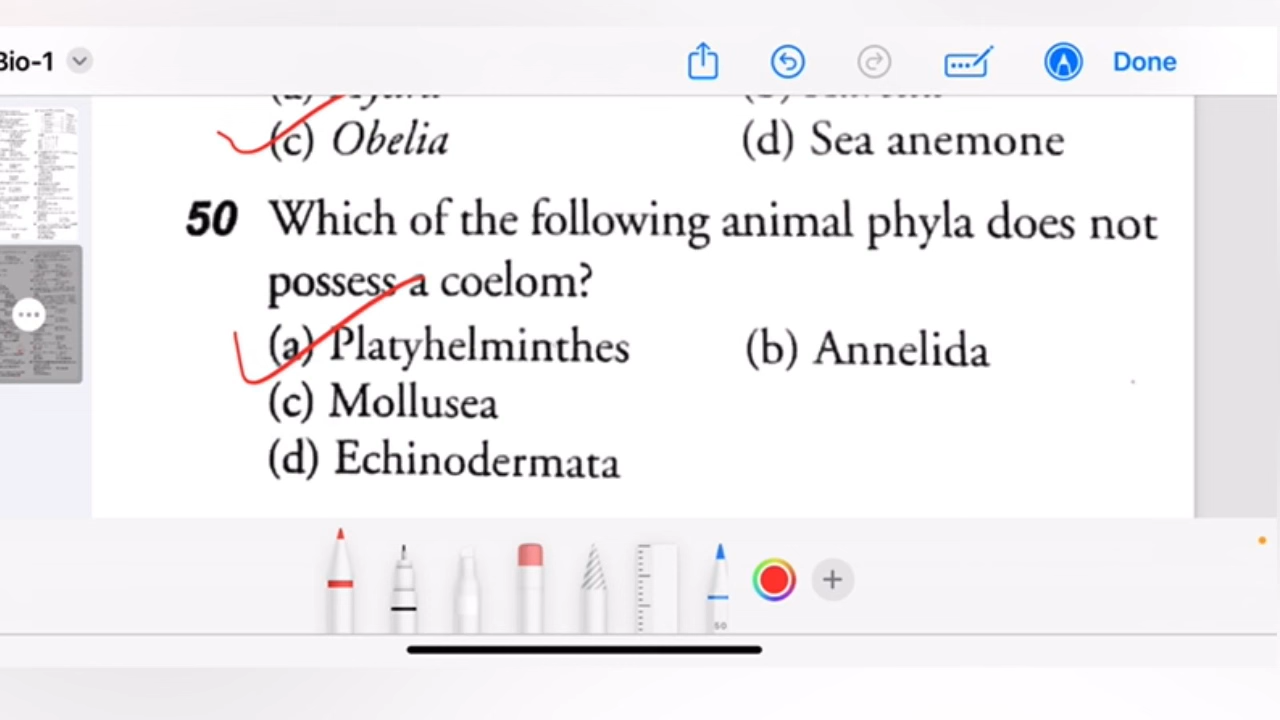 Bio-1
Done
(c) Obelia
(d) Sea anemone
50 Which of the following animal phyla does not
possess a coelom?
(a) Platyhelminthes
(b) Annelida
(c) Mollusea
(d) Echinodermata
50